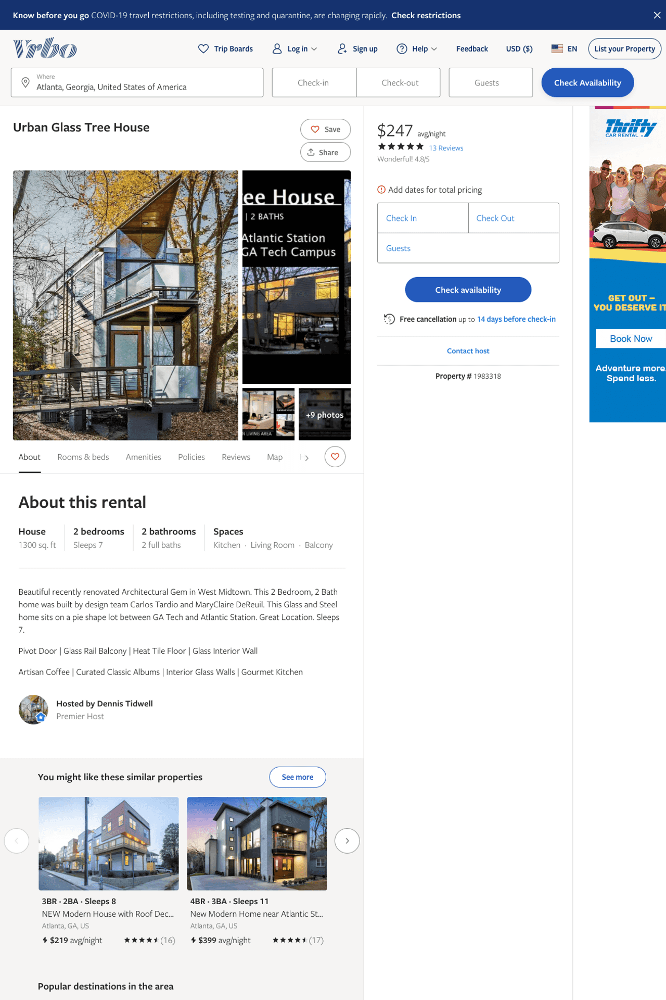 Know before you go COVID-19 travel restrictions, including testing and quarantine, are changing rapidly. Check restrictions
Vrbo
Trip Boards
Log in
Sign up
Help
Feedback
USD ($)
EN
List your Property
Where
Atlanta, Georgia, United States of America
Check-in
Check-out
Guests
Check Availability
Urban Glass Tree House
Save
Share
ee House
| 2 BATHS
Atlantic Station
GA Tech Campus
N LIVING AREA
+9 photos
$247 avg/night
13 Reviews
Wonderful! 4.8/5
Add dates for total pricing
Check In
Check Out
Guests
Check availability
Free cancellation up to 14 days before check-in
Contact host
Property # 1983318
Thrifty
CAR RENTAL
GET OUT –
YOU DESERVE IT
Book Now
Adventure more.
Spend less.
About
Rooms & beds
Amenities
Policies
Reviews
Map
H
About this rental
House
1300 sq. ft
2 bedrooms
Sleeps 7
2 bathrooms
2 full baths
Spaces
Kitchen · Living Room · Balcony
Beautiful recently renovated Architectural Gem in West Midtown. This 2 Bedroom, 2 Bath
home was built by design team Carlos Tardio and MaryClaire DeReuil. This Glass and Steel
home sits on a pie shape lot between GA Tech and Atlantic Station. Great Location. Sleeps
7.
Pivot Door | Glass Rail Balcony | Heat Tile Floor | Glass Interior Wall
Artisan Coffee | Curated Classic Albums | Interior Glass Walls | Gourmet Kitchen
Hosted by Dennis Tidwell
Premier Host
You might like these similar properties
See more
3BR · 2BA · Sleeps 8
NEW Modern House with Roof Dec...
Atlanta, GA, US
$219 avg/night
(16)
4BR · 3BA · Sleeps 11
New Modern Home near Atlantic St...
Atlanta, GA, US
$399 avg/night
(17)
Popular destinations in the area